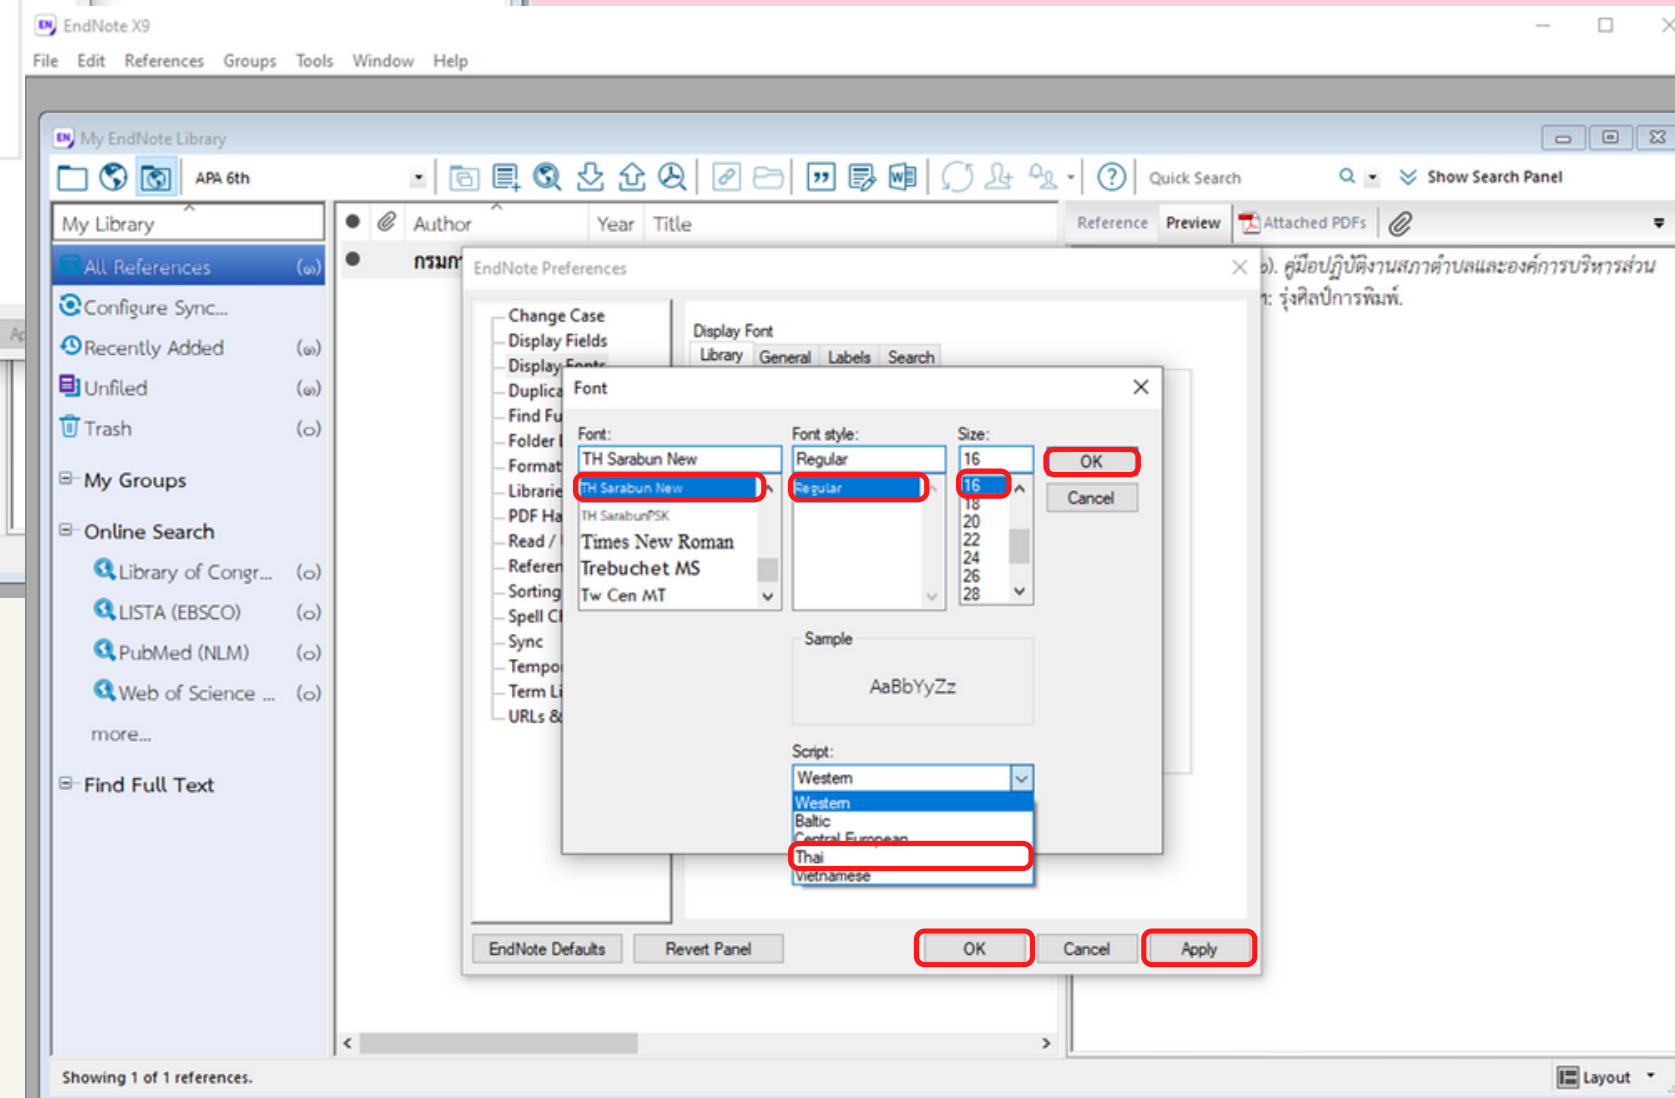 EndNote X9
File Edit References Groups Tools Window Help
My EndNote Library
APA 6th
Quick Search
Show Search Panel
My Library
All References (๑)
Configure Sync...
Recently Added (๑)
Unfiled (๑)
Trash (๐)
My Groups
Online Search
Library of Congr... (๐)
LISTA (EBSCO) (๐)
PubMed (NLM) (๐)
Web of Science ... (๐)
more...
Find Full Text
Author Year Title
Reference Preview Attached PDFs
คู่มือปฏิบัติงานสภาตำบลและองค์การบริหารส่วน
รุ่งศิลป์การพิมพ์.
EndNote Preferences
Change Case
Display Fields
Display Fonts
Duplica
Find Fu
Folder
Format
Librarie
PDF Ha
Read /
Referen
Sorting
Spell C
Sync
Tempo
Term Li
URLs &
Display Font
Library General Labels Search
Font
Font: Font style: Size:
TH Sarabun New Regular 16
OK
TH Sarabun New Regular 16
Cancel
TH SarabunPSK
Times New Roman
Trebuchet MS
Tw Cen MT
18
20
22
24
26
28
Sample
AaBbYyZz
Script:
Western
Western
Baltic
Central European
Thai
Vietnamese
EndNote Defaults Revert Panel OK Cancel Apply
Showing 1 of 1 references.
Layout